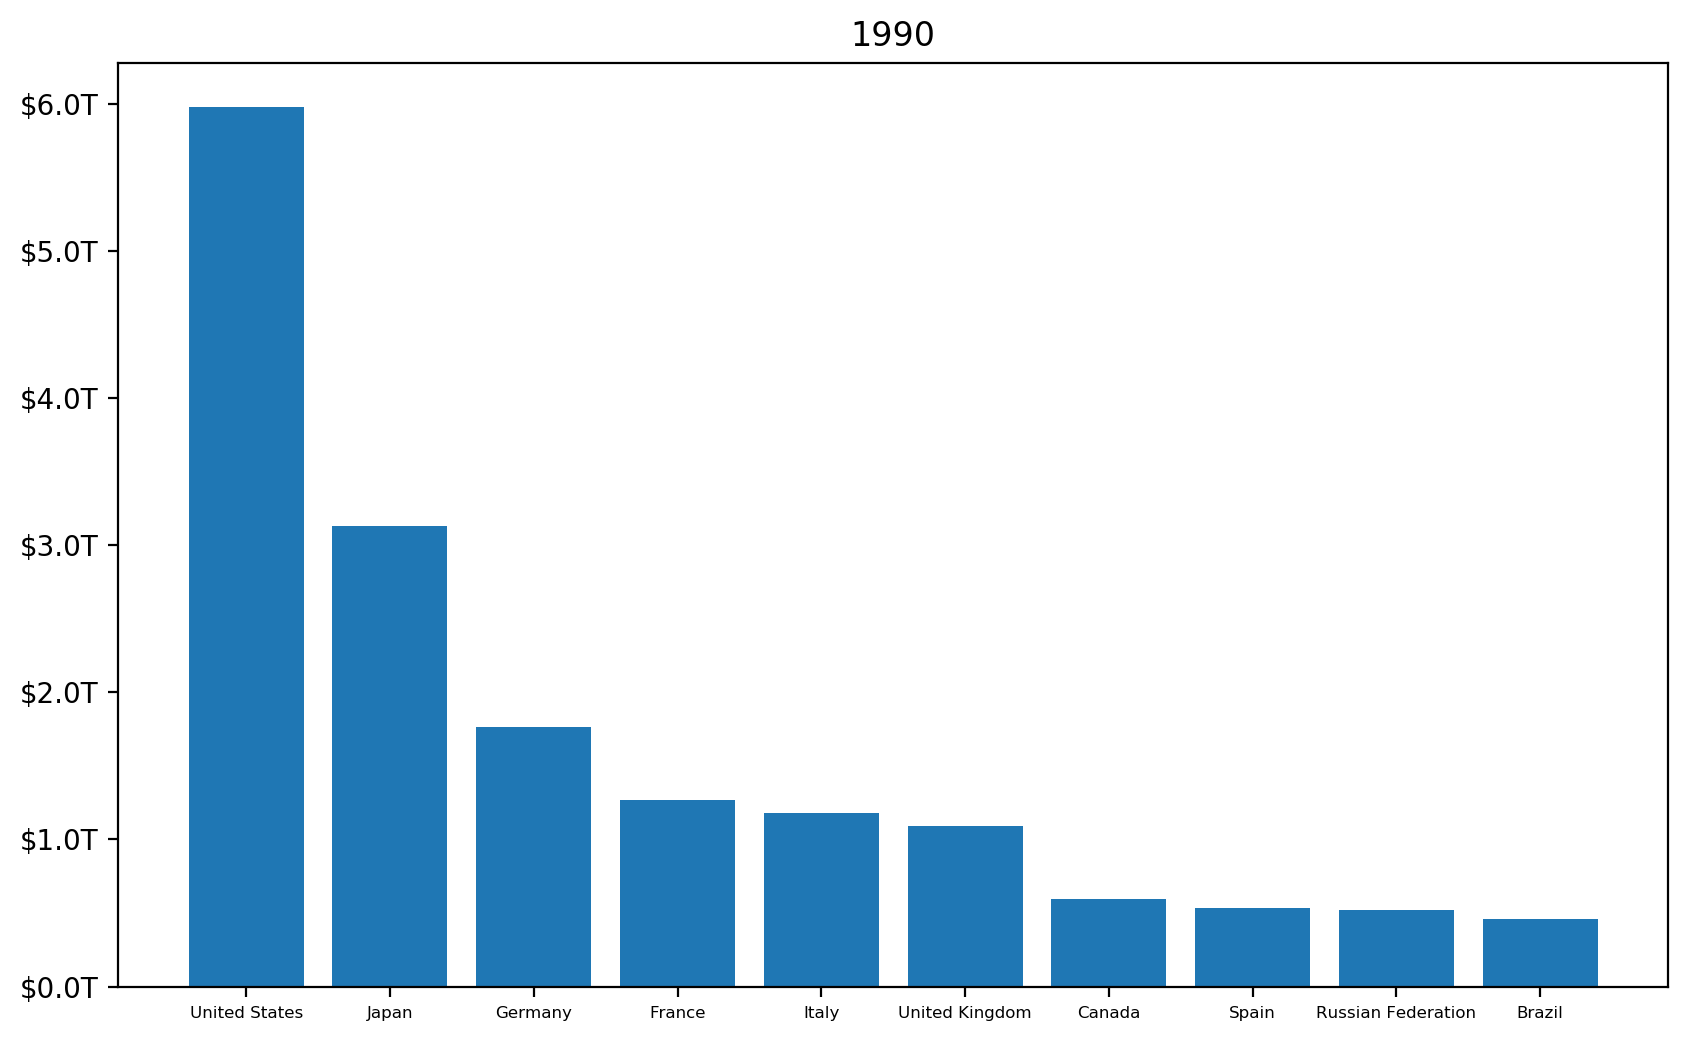 1990
$6.0T
$5.0T
$4.0T
$3.0T
$2.0T
$1.0T
$0.0T
United States Japan Germany France Italy United Kingdom Canada Spain Russian Federation Brazil